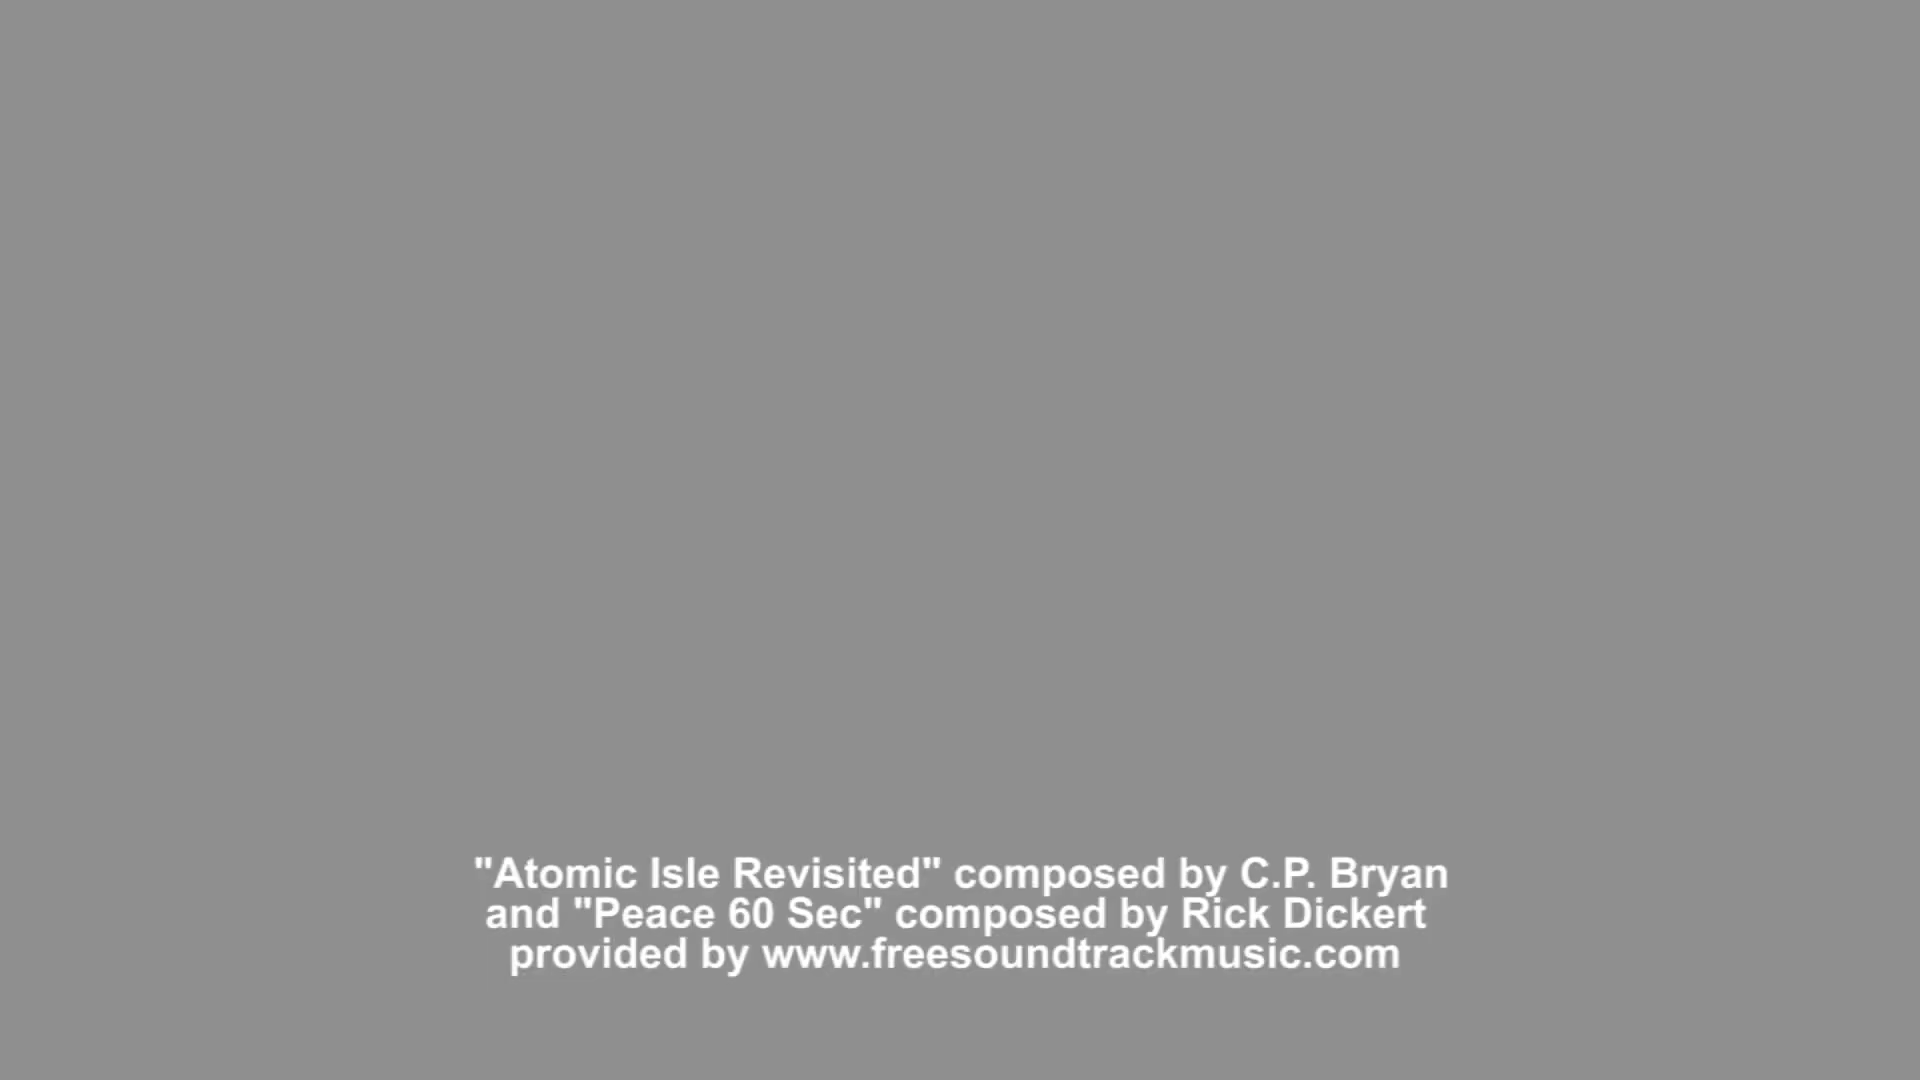 "Atomic Isle Revisited" composed by C.P. Bryan
and "Peace 60 Sec" composed by Rick Dickert
provided by www.freesoundtrackmusic.com